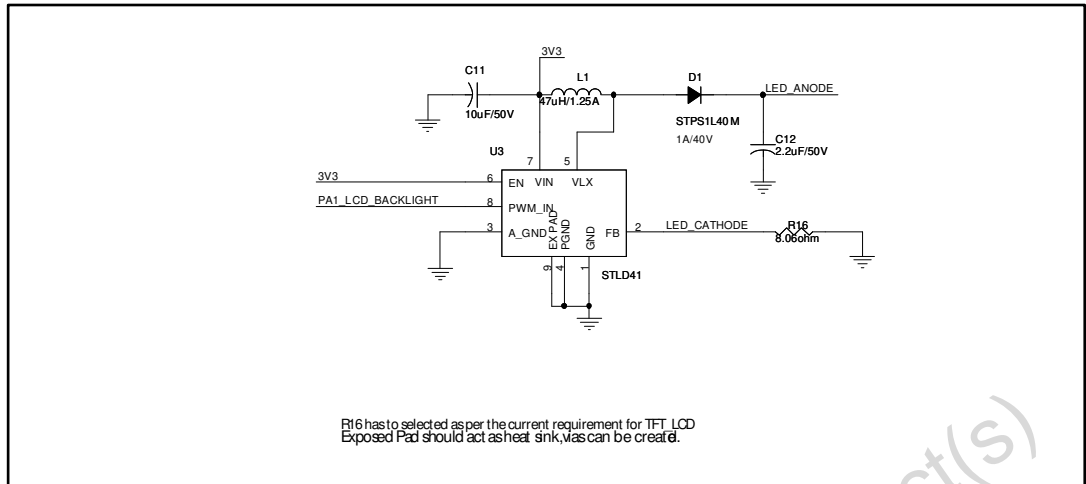 3V3
C11
10uF/50V
L1
47uH/1.25A
D1
STPS1L40M
1A/40V
LED_ANODE
C12
2.2uF/50V
U3
7
5
VIN
VLX
3V3
6
EN
PA1_LCD_BACKLIGHT
8
PWM_IN
3
A_GND
EX PAD
PGND
GND
FB
2
LED_CATHODE
R16
8.06ohm
9
4
1
STLD41
R16 has to selected as per the current requirement for TFT_LCD
Exposed Pad should act as heat sink,vias can be created.
ct(s)